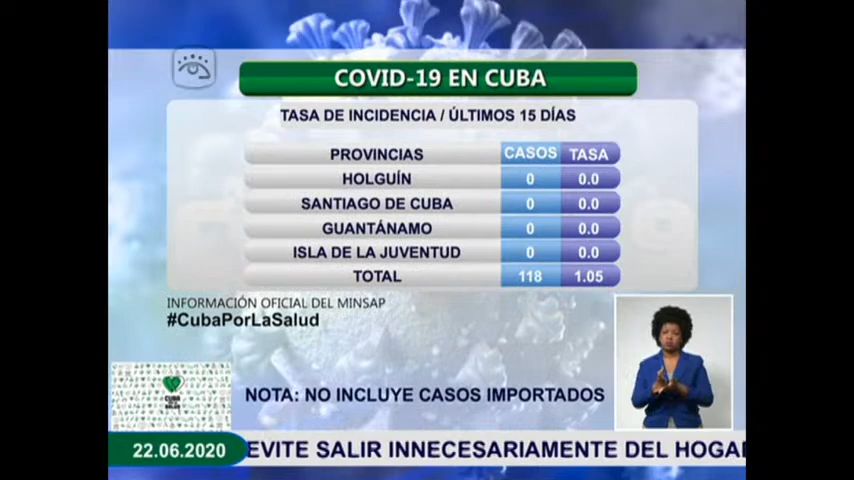 COVID-19 EN CUBA
TASA DE INCIDENCIA / ÚLTIMOS 15 DÍAS
PROVINCIAS CASOS TASA
HOLGUÍN 0 0.0
SANTIAGO DE CUBA 0 0.0
GUANTÁNAMO 0 0.0
ISLA DE LA JUVENTUD 0 0.0
TOTAL 118 1.05
INFORMACIÓN OFICIAL DEL MINSAP
#CubaPorLaSalud
NOTA: NO INCLUYE CASOS IMPORTADOS
CUBA
SALUD
22.06.2020 EVITE SALIR INNECESARIAMENTE DEL HOGA